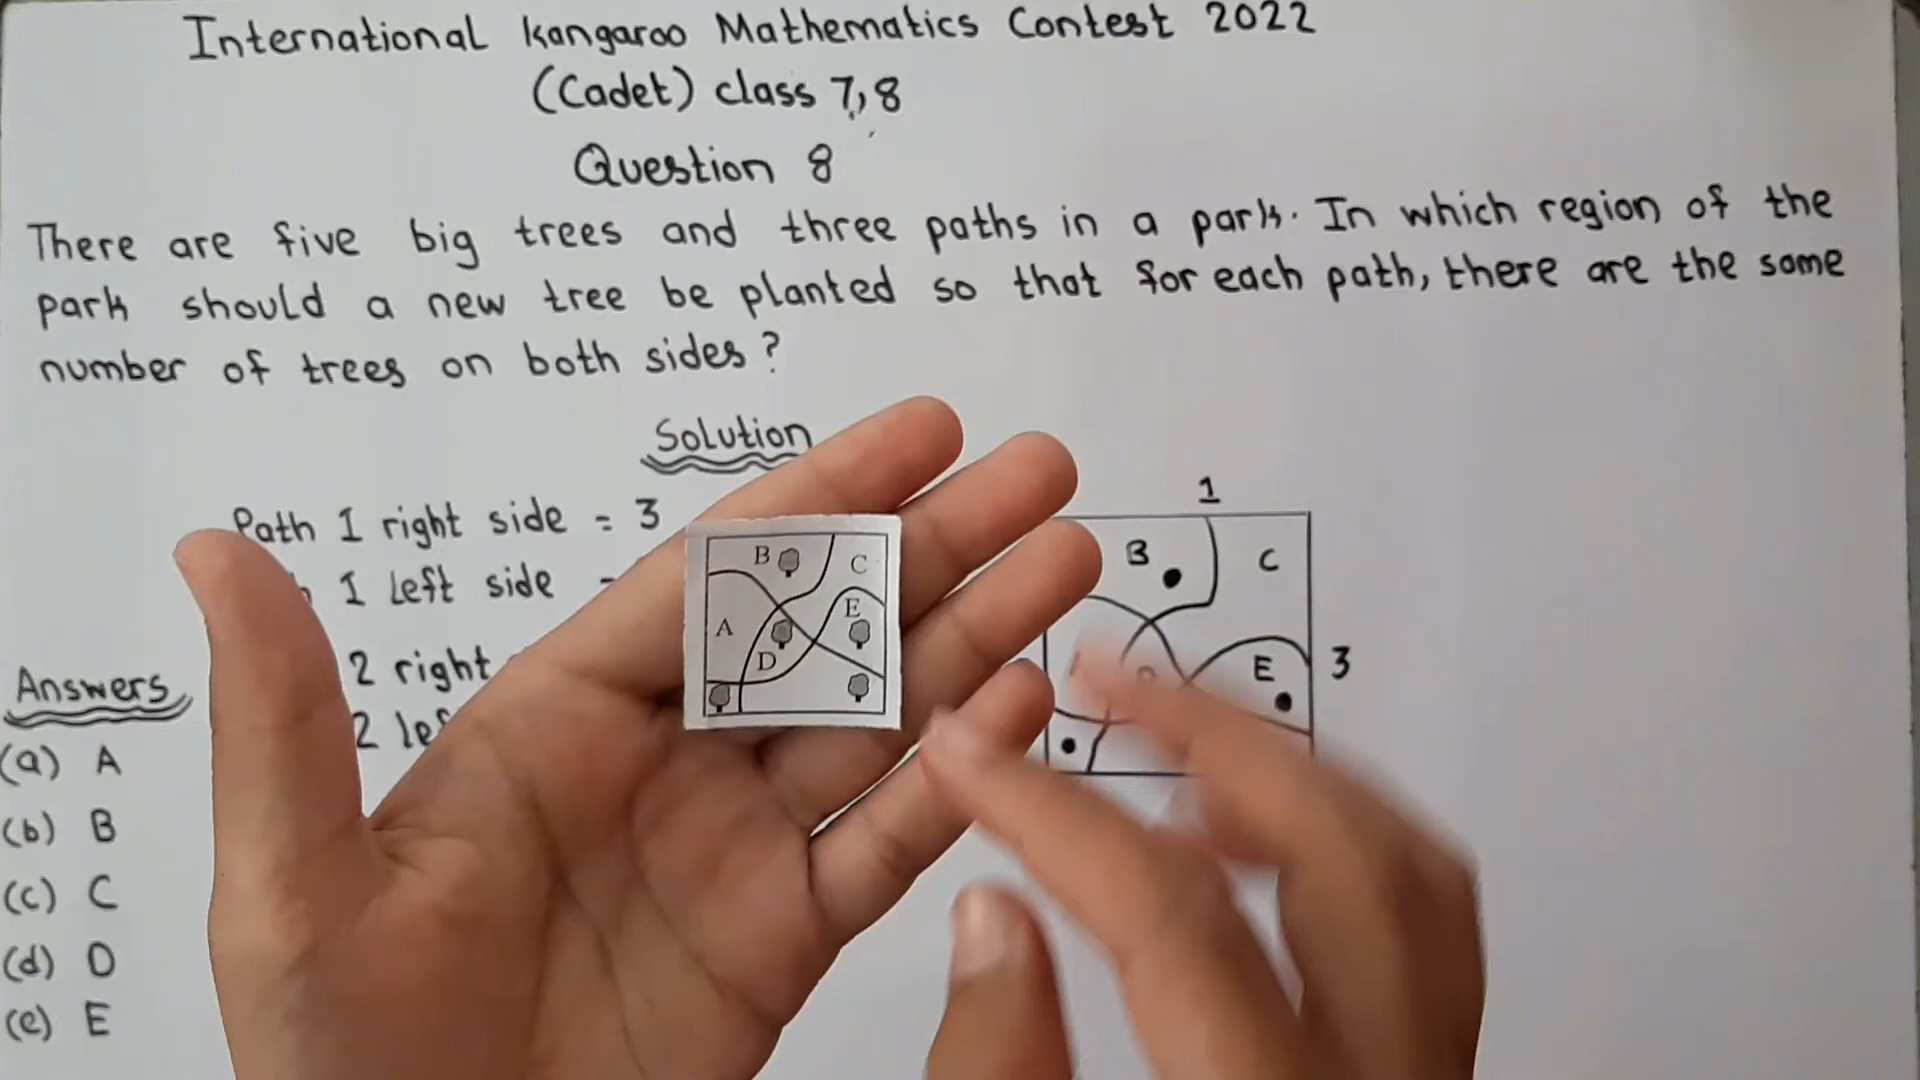 International Kangaroo Mathematics Contest 2022
(Cadet) class 7,8
Question 8
There are five big trees and three paths in a park. In which region of the
park should a new tree be planted so that for each path, there are the same
number of trees on both sides?
Solution
Path 1 right side = 3
1 left side
2 right
2 lef
Answers
(a) A
(b) B
(c) C
(d) D
(e) E
B
C
A
E
D
1
B
C
E
3